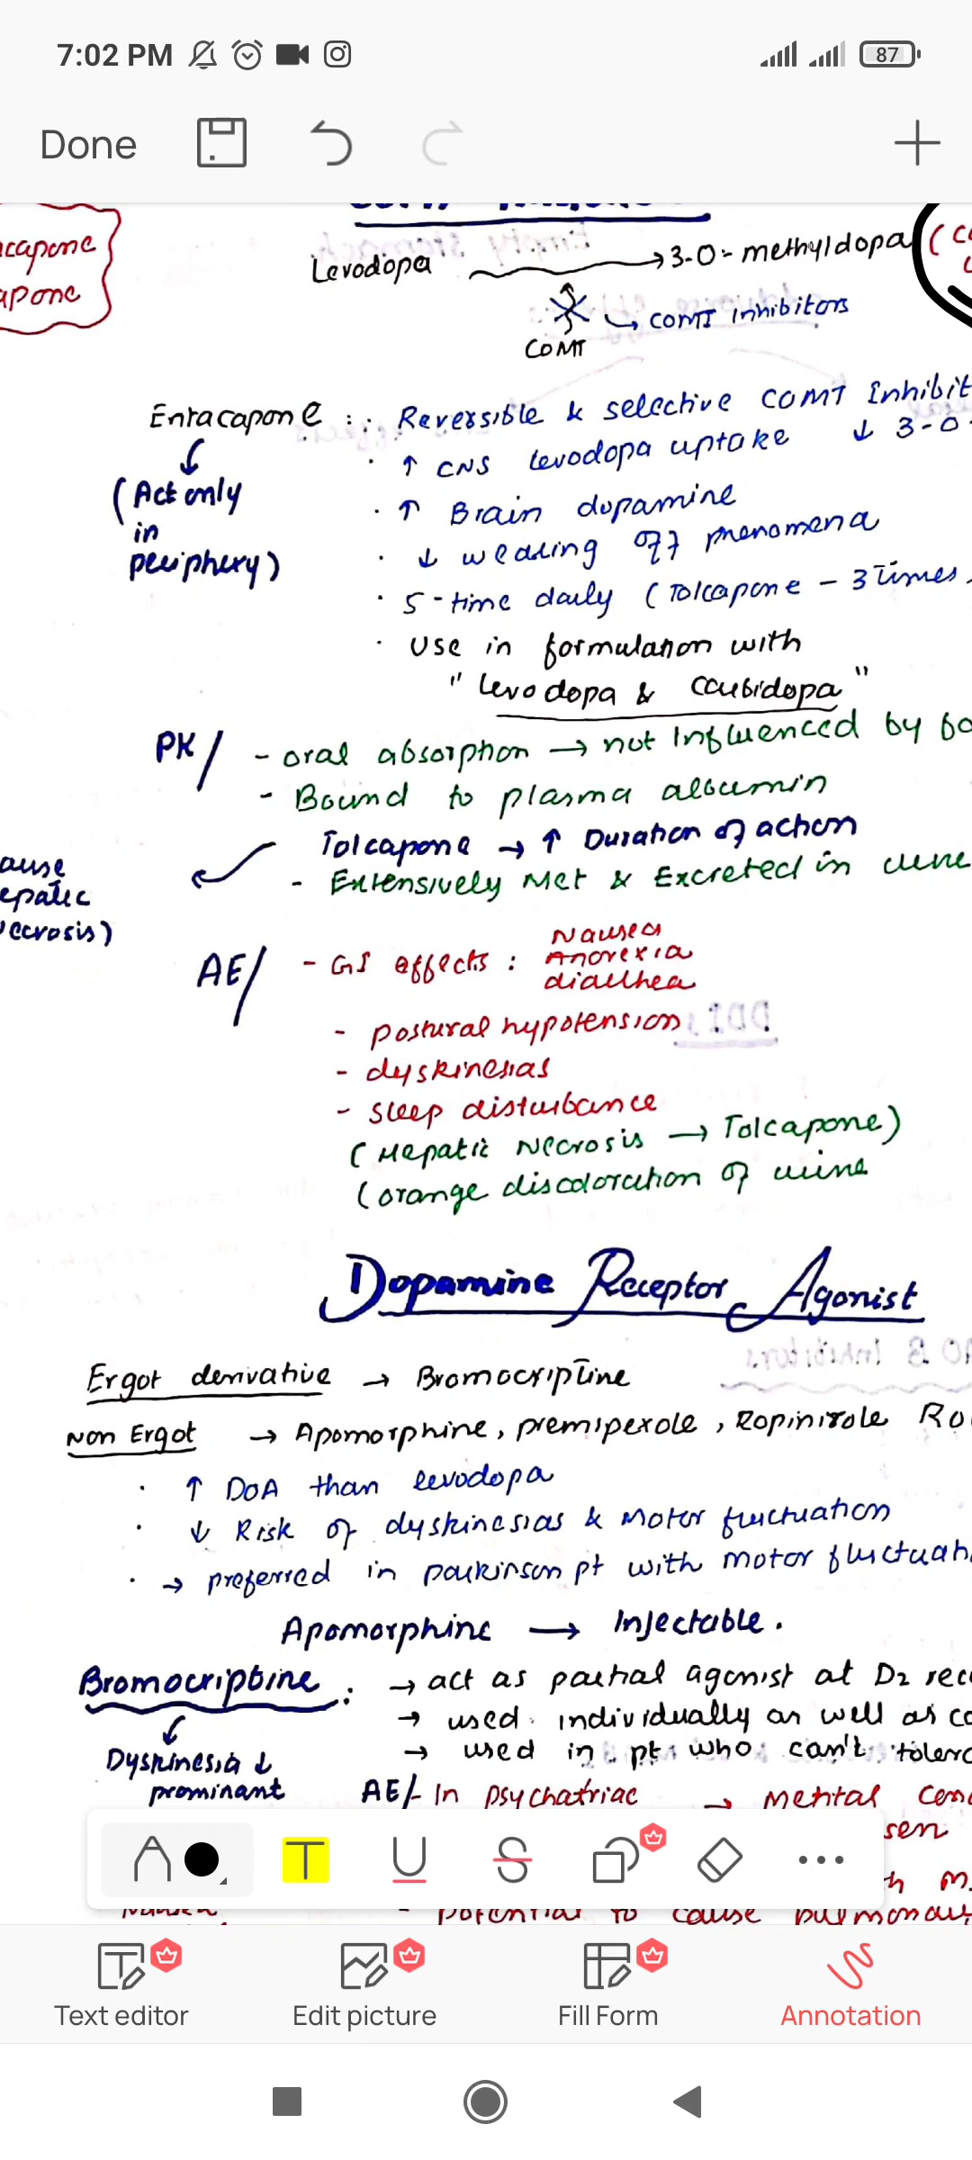 7:02 PM
87
Done
Levodopa → 3-O-methyldopa (
COMT inhibitors
COMT
capone
apone
Entacapone : · Reversible & selective COMT Inhibit
↓ 3-O-
(Act only
in
periphery)
· ↑ CNS levodopa uptake
· ↑ Brain dopamine
· ↓ wearing off phenomena
· 5-time daily (Tolcapone - 3 times
· Use in formulation with
" levodopa & Carbidopa "
PK/ - oral absorption → not Influenced by fo
- Bound to plasma albumin
Tolcapone → ↑ Duration of action
- Extensively Met & Excreted in urine
ause
epatic
ecrosis)
AE/ - GI effects : Nausea
Anorexia
diarrhea
- postural hypotension
- dyskinesias
- sleep disturbance
(Hepatic Necrosis → Tolcapone)
(orange discoloration of urine
Dopamine Receptor Agonist
Ergot derivative → Bromocriptine
Non Ergot → Apomorphine, premipexole, Ropinirole Ro
· ↑ DOA than levodopa
· ↓ Risk of dyskinesias & Motor fluctuation
· → preferred in parkinson pt with motor fluctuati
Apomorphine → Injectable.
Bromocriptine : → act as partial agonist at D2 rec
→ used individually as well as co
→ used in pt who can't tolera
Dyskinesia ↓
prominant
AE/- In psychatriac → Mental Con
sen
h m
- potential to cause pulmonary
Text editor
Edit picture
Fill Form
Annotation